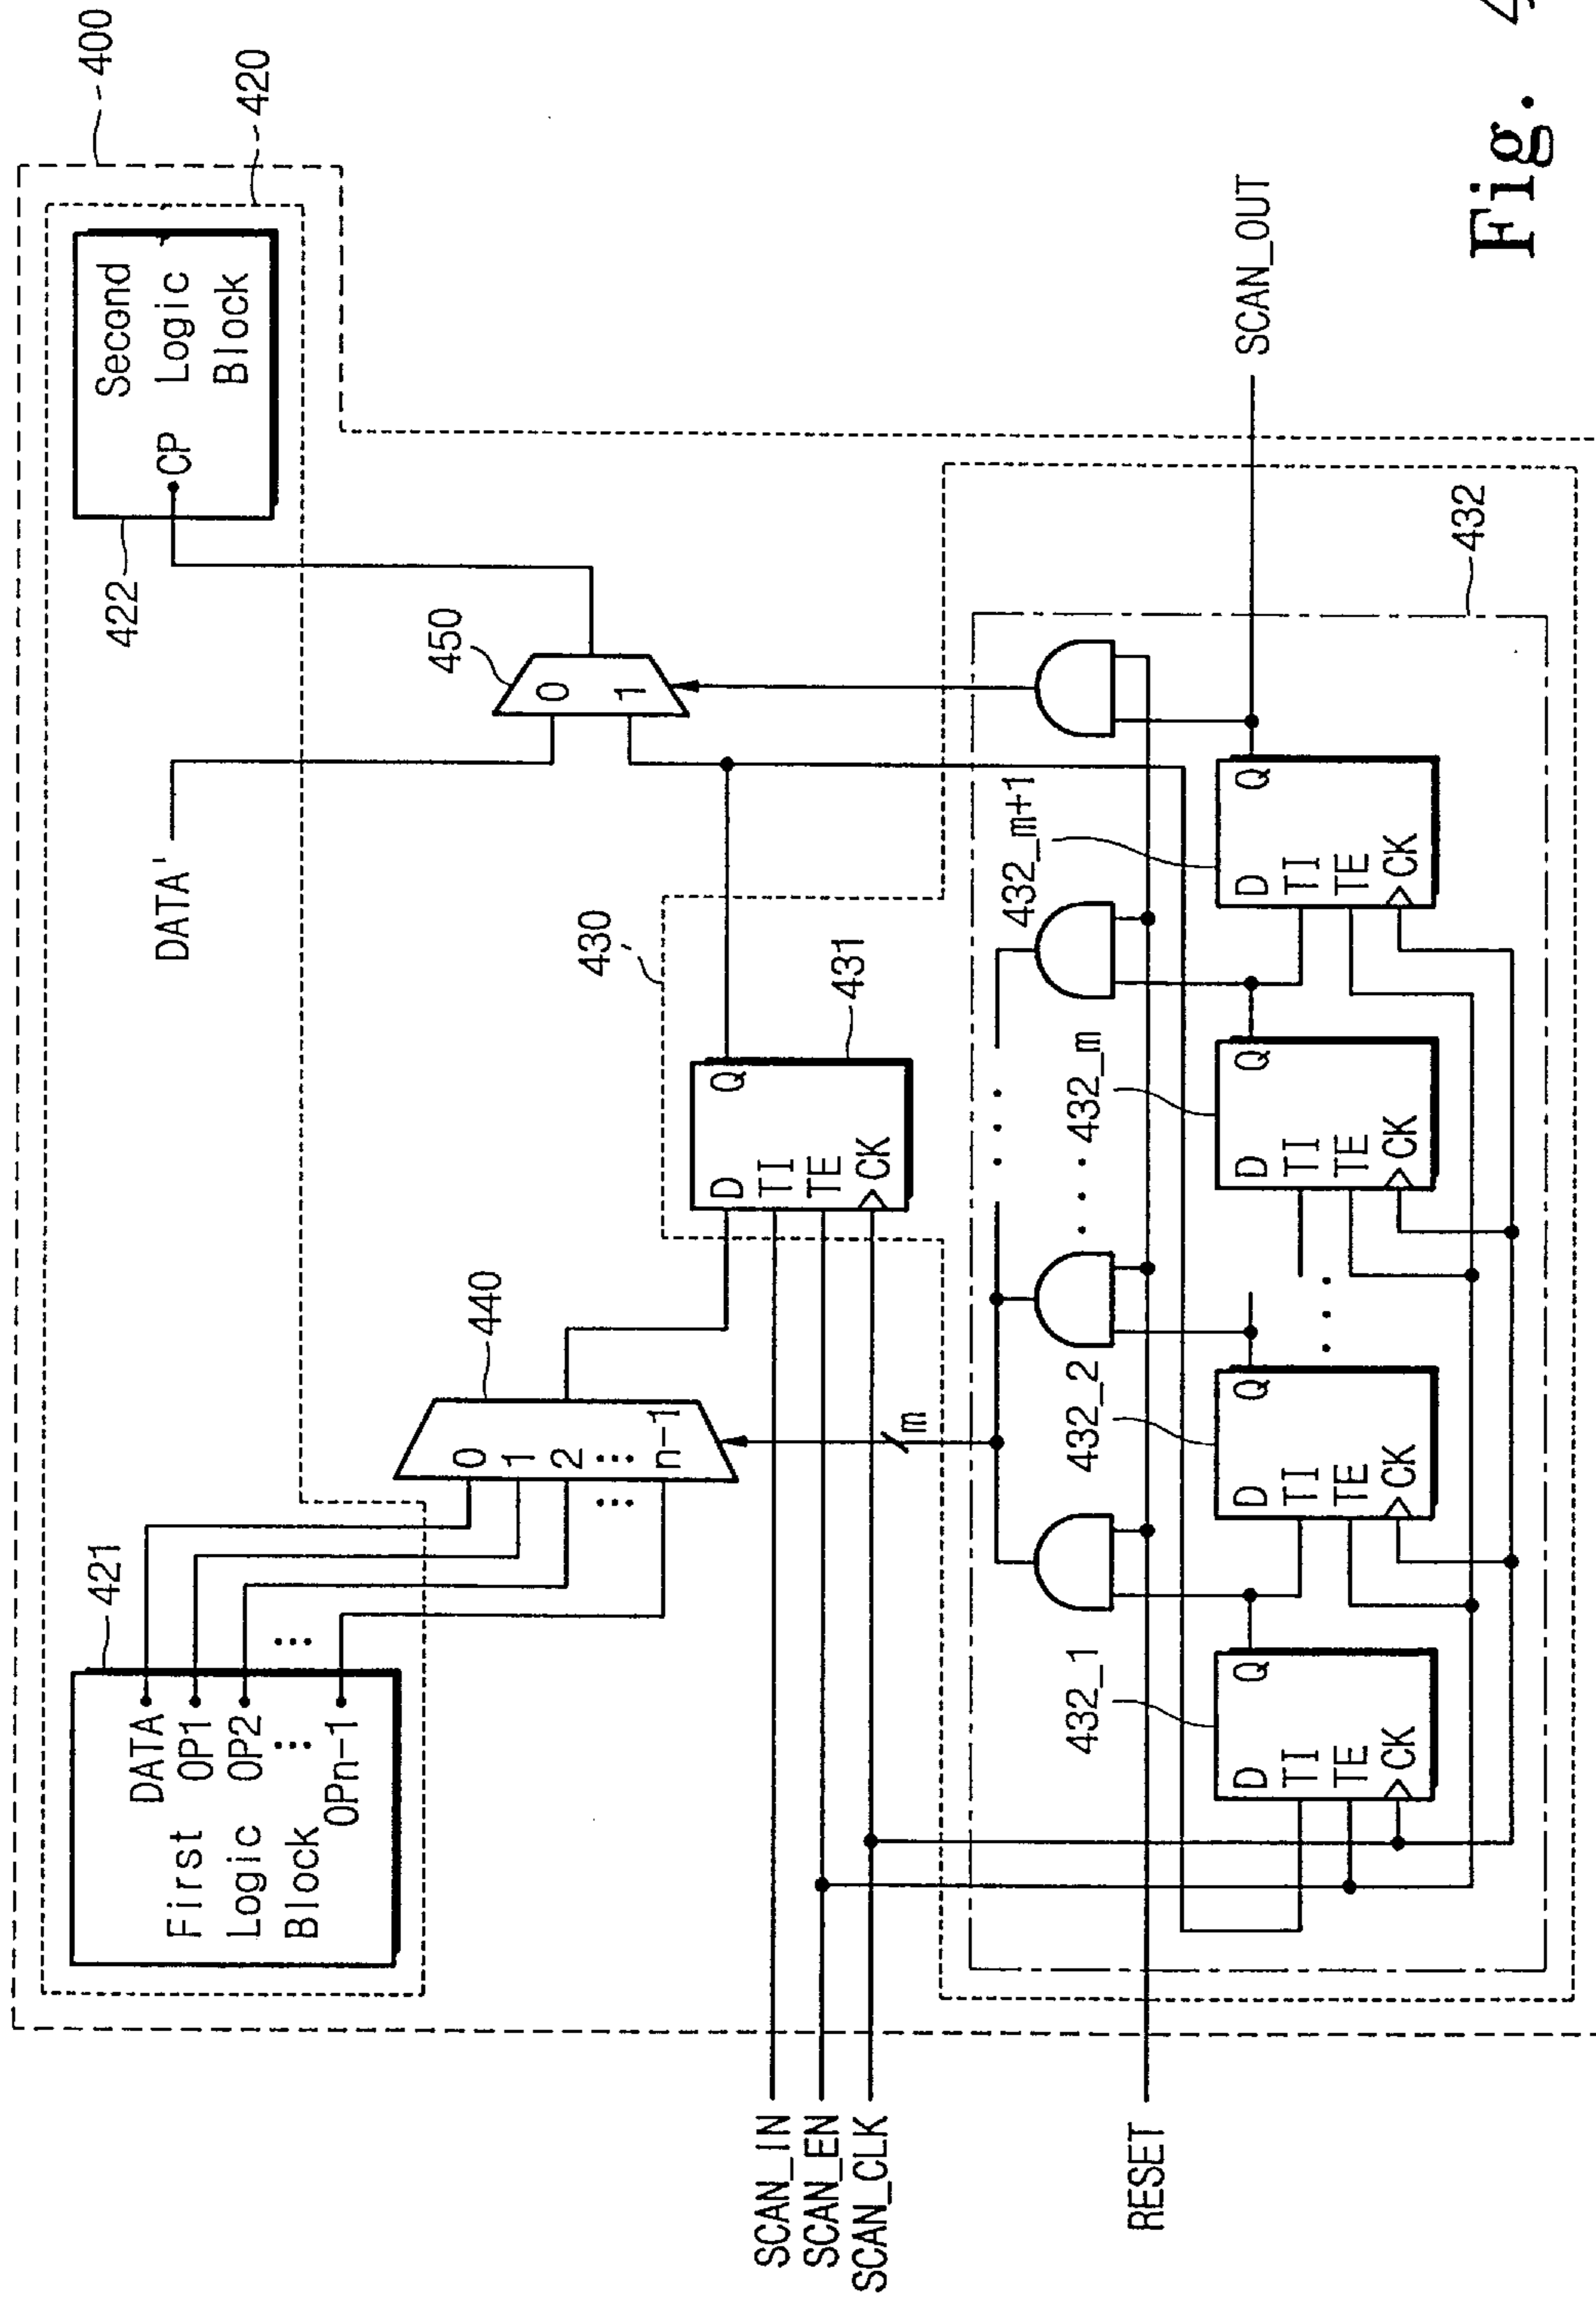 400
420
421
First
Logic
Block
DATA
OP1
OP2
OPn-1
Second
Logic
Block
CP
422
DATA'
450
0
1
440
0
1
2
n-1
m
430
431
D
TI
TE
CK
Q
SCAN_IN
SCAN_EN
SCAN_CLK
RESET
432_1
D
TI
TE
CK
Q
432_2
D
TI
TE
CK
Q
432_m
D
TI
TE
CK
Q
432_m+1
D
TI
TE
CK
Q
432
SCAN_OUT
Fig. 4